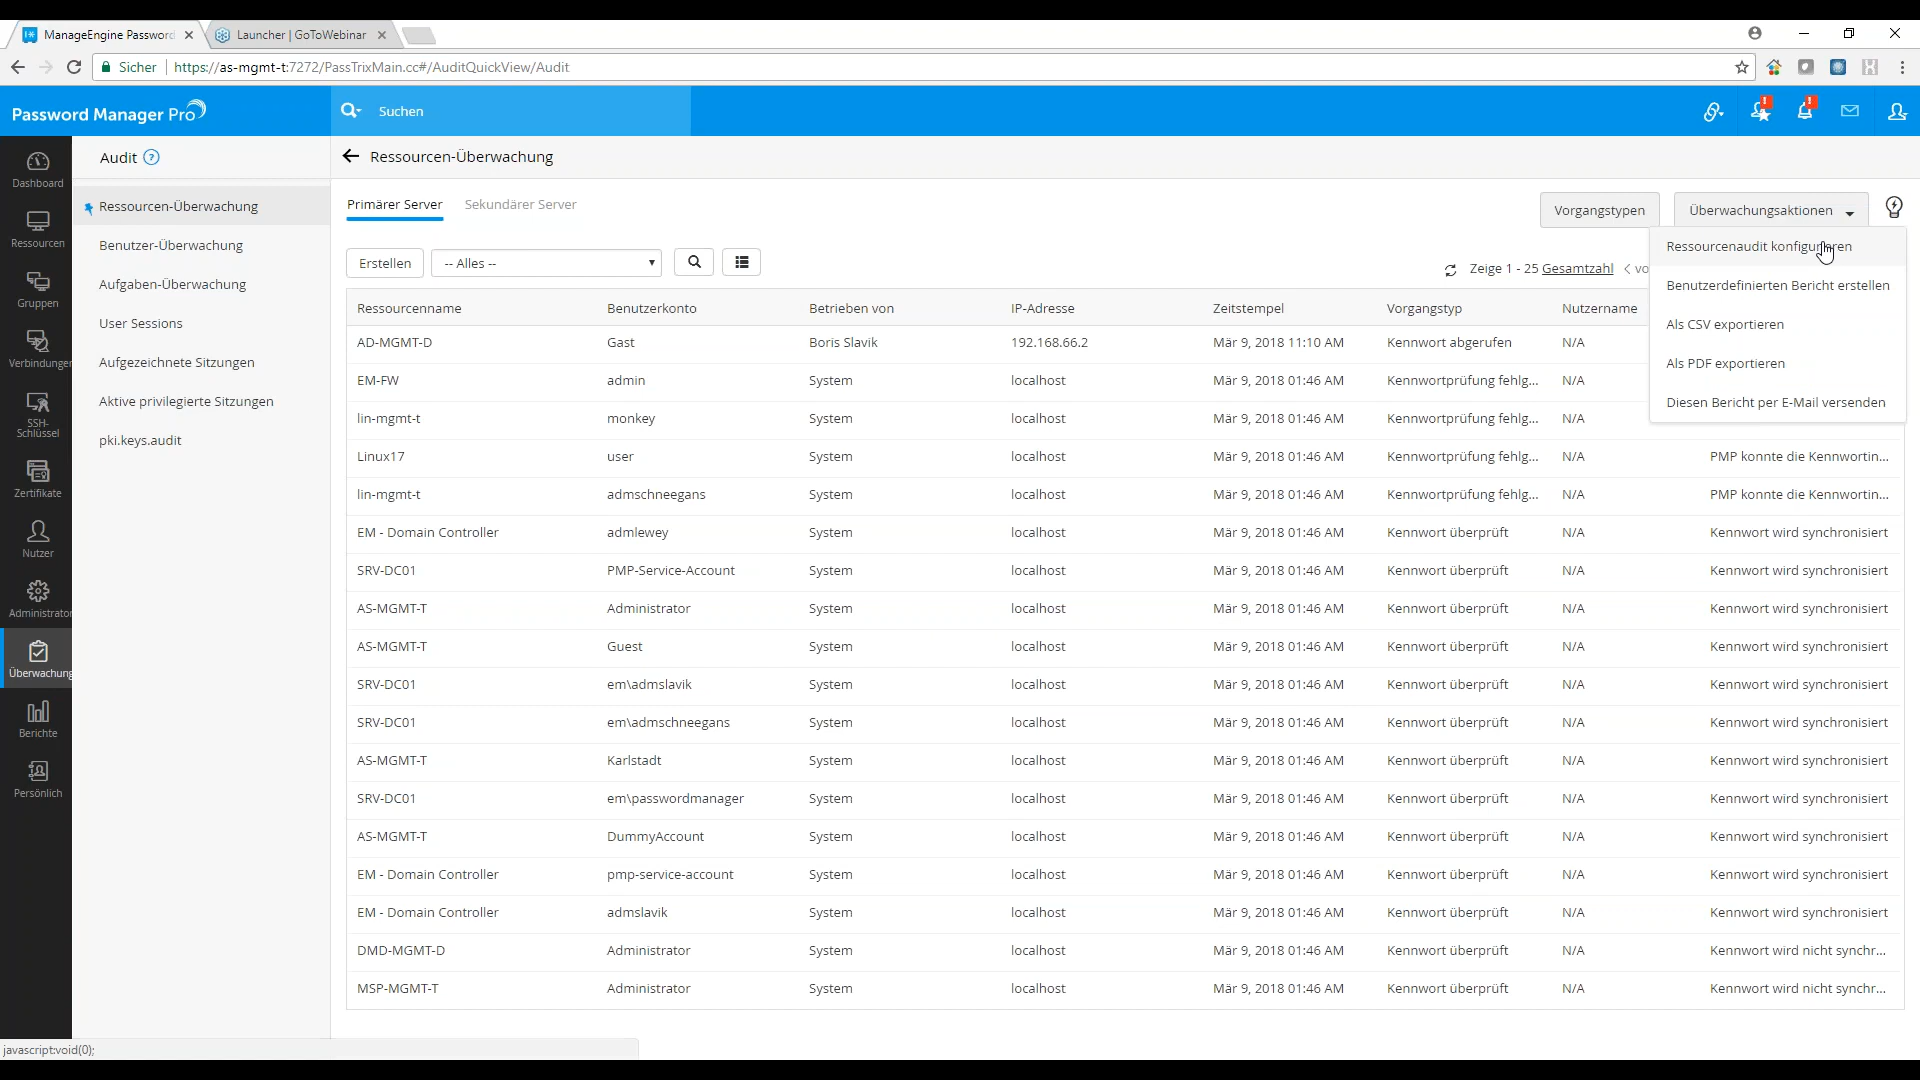 ManageEngine Password
Launcher | GoToWebinar
Sicher
https://as-mgmt-t:7272/PassTrixMain.cc#/AuditQuickView/Audit
Password Manager Pro
Suchen
Audit
Ressourcen-Überwachung
Dashboard
Ressourcen
Gruppen
Verbindungen
SSH-
Schlüssel
Zertifikate
Nutzer
Administrator
Überwachung
Berichte
Persönlich
Ressourcen-Überwachung
Benutzer-Überwachung
Aufgaben-Überwachung
User Sessions
Aufgezeichnete Sitzungen
Aktive privilegierte Sitzungen
pki.keys.audit
Primärer Server
Sekundärer Server
Vorgangstypen
Überwachungsaktionen
Ressourcenaudit konfigurieren
Benutzerdefinierten Bericht erstellen
Als CSV exportieren
Als PDF exportieren
Diesen Bericht per E-Mail versenden
Erstellen
-- Alles --
Zeige 1 - 25 Gesamtzahl < vo
Ressourcenname Benutzerkonto Betrieben von IP-Adresse Zeitstempel Vorgangstyp Nutzername
AD-MGMT-D Gast Boris Slavik 192.168.66.2 Mär 9, 2018 11:10 AM Kennwort abgerufen N/A
EM-FW admin System localhost Mär 9, 2018 01:46 AM Kennwortprüfung fehlg... N/A
lin-mgmt-t monkey System localhost Mär 9, 2018 01:46 AM Kennwortprüfung fehlg... N/A
Linux17 user System localhost Mär 9, 2018 01:46 AM Kennwortprüfung fehlg... N/A PMP konnte die Kennwortin...
lin-mgmt-t admschneegans System localhost Mär 9, 2018 01:46 AM Kennwortprüfung fehlg... N/A PMP konnte die Kennwortin...
EM - Domain Controller admlewey System localhost Mär 9, 2018 01:46 AM Kennwort überprüft N/A Kennwort wird synchronisiert
SRV-DC01 PMP-Service-Account System localhost Mär 9, 2018 01:46 AM Kennwort überprüft N/A Kennwort wird synchronisiert
AS-MGMT-T Administrator System localhost Mär 9, 2018 01:46 AM Kennwort überprüft N/A Kennwort wird synchronisiert
AS-MGMT-T Guest System localhost Mär 9, 2018 01:46 AM Kennwort überprüft N/A Kennwort wird synchronisiert
SRV-DC01 em\admslavik System localhost Mär 9, 2018 01:46 AM Kennwort überprüft N/A Kennwort wird synchronisiert
SRV-DC01 em\admschneegans System localhost Mär 9, 2018 01:46 AM Kennwort überprüft N/A Kennwort wird synchronisiert
AS-MGMT-T Karlstadt System localhost Mär 9, 2018 01:46 AM Kennwort überprüft N/A Kennwort wird synchronisiert
SRV-DC01 em\passwordmanager System localhost Mär 9, 2018 01:46 AM Kennwort überprüft N/A Kennwort wird synchronisiert
AS-MGMT-T DummyAccount System localhost Mär 9, 2018 01:46 AM Kennwort überprüft N/A Kennwort wird synchronisiert
EM - Domain Controller pmp-service-account System localhost Mär 9, 2018 01:46 AM Kennwort überprüft N/A Kennwort wird synchronisiert
EM - Domain Controller admslavik System localhost Mär 9, 2018 01:46 AM Kennwort überprüft N/A Kennwort wird synchronisiert
DMD-MGMT-D Administrator System localhost Mär 9, 2018 01:46 AM Kennwort überprüft N/A Kennwort wird nicht synchr...
MSP-MGMT-T Administrator System localhost Mär 9, 2018 01:46 AM Kennwort überprüft N/A Kennwort wird nicht synchr...
javascript:void(0);